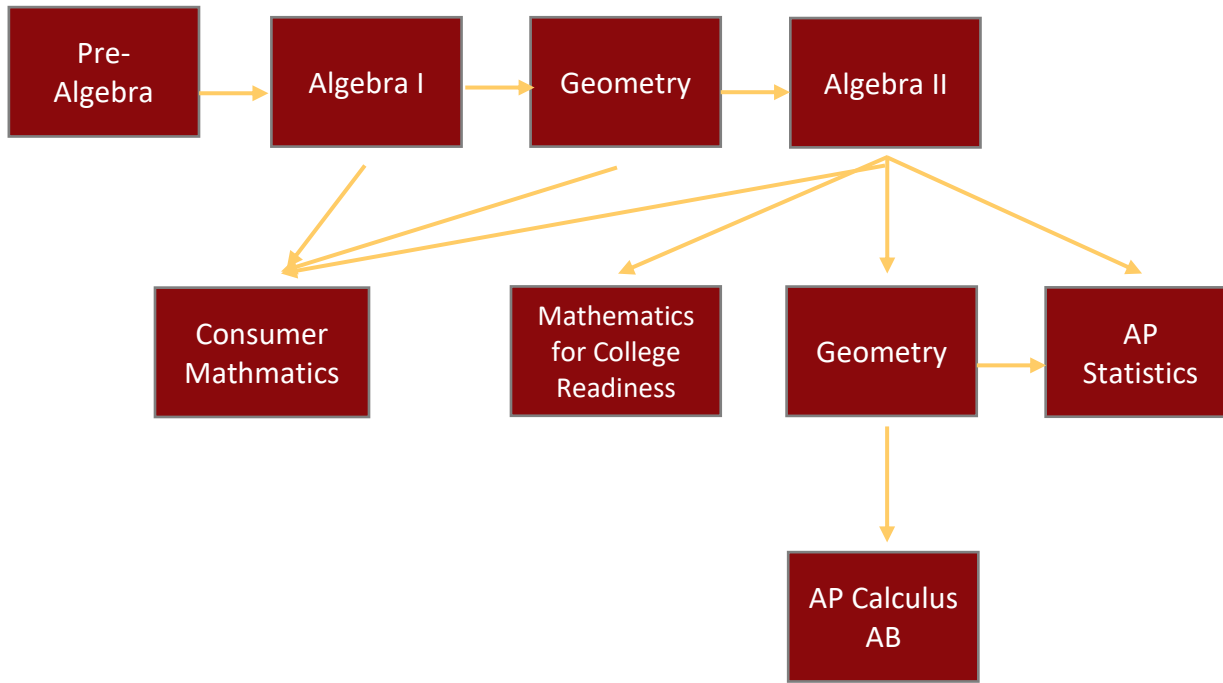 Pre-
Algebra
Algebra I
Geometry
Algebra II
Consumer
Mathmatics
Mathematics
for College
Readiness
Geometry
AP
Statistics
AP Calculus
AB